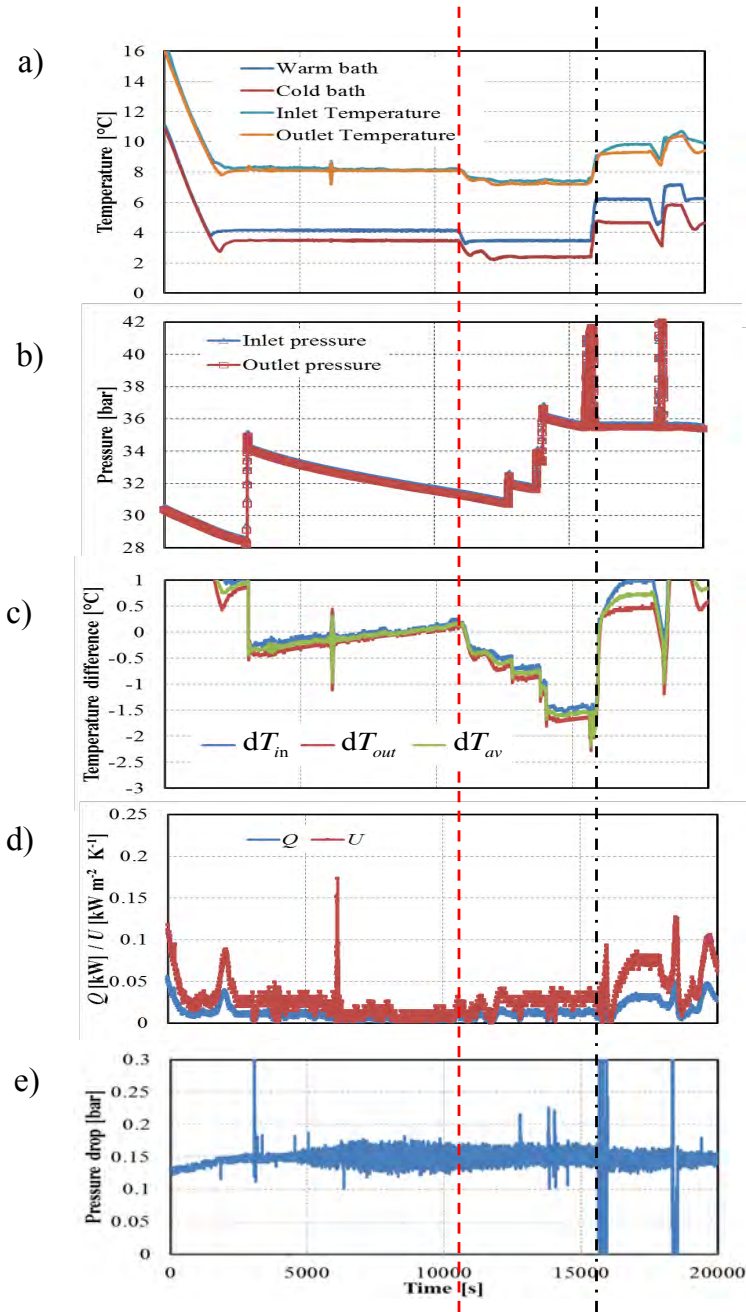 a)
16
14
12
10
8
6
4
2
0
Temperature [°C]
Warm bath
Cold bath
Inlet Temperature
Outlet Temperature
b)
42
40
38
36
34
32
30
28
Pressure [bar]
Inlet pressure
Outlet pressure
c)
1
0.5
0
-0.5
-1
-1.5
-2
-2.5
-3
Temperature difference [°C]
dTin dTout dTav
d)
0.25
0.2
0.15
0.1
0.05
0
Q [kW] / U [kW m-2 K-1]
Q U
e)
0.3
0.25
0.2
0.15
0.1
0.05
0
Pressure drop [bar]
0 5000 10000 15000 20000
Time [s]